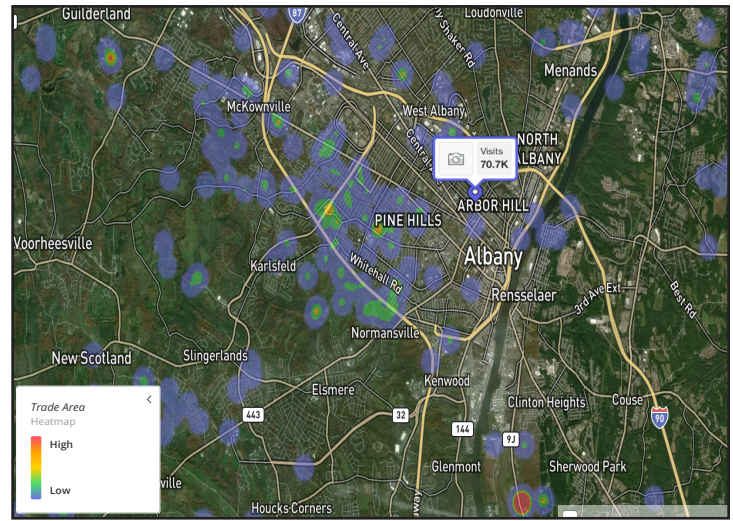 Guilderland
87
Central Ave
y Shaker Rd
Loudonville
Menands
McKownville
West Albany
Central
NORTH
ALBANY
Visits
70.7K
ARBOR HILL
PINE HILLS
Voorheesville
Albany
Karlsfeld
Whitehall Rd
Rensselaer
3rd Ave Ext
Best Rd
Normansville
New Scotland
Slingerlands
Elsmere
Kenwood
Clinton Heights
Couse
90
443
32
144
9J
Trade Area
Heatmap
High
Low
ville
Glenmont
Sherwood Park
Houcks Corners
way